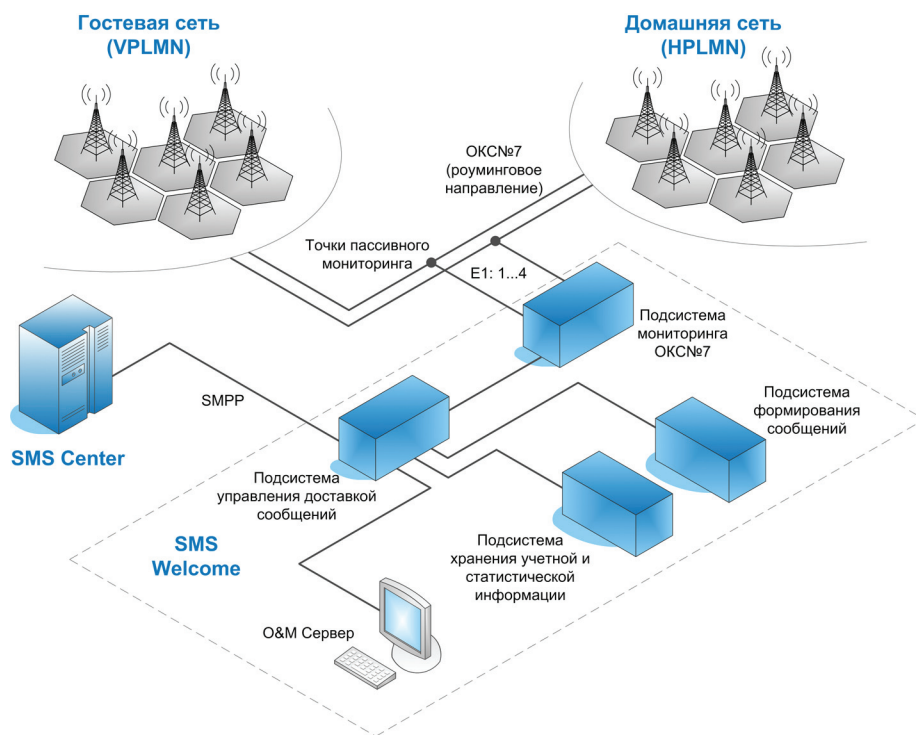 Гостевая сеть
(VPLMN)
Домашняя сеть
(HPLMN)
ОКС№7
(роуминговое
направление)
Точки пассивного
мониторинга
E1: 1...4
Подсистема
мониторинга
ОКС№7
SMPP
Подсистема
формирования
сообщений
SMS Center
Подсистема
управления доставкой
сообщений
Подсистема
хранения учетной и
статистической
информации
SMS
Welcome
О&М Сервер